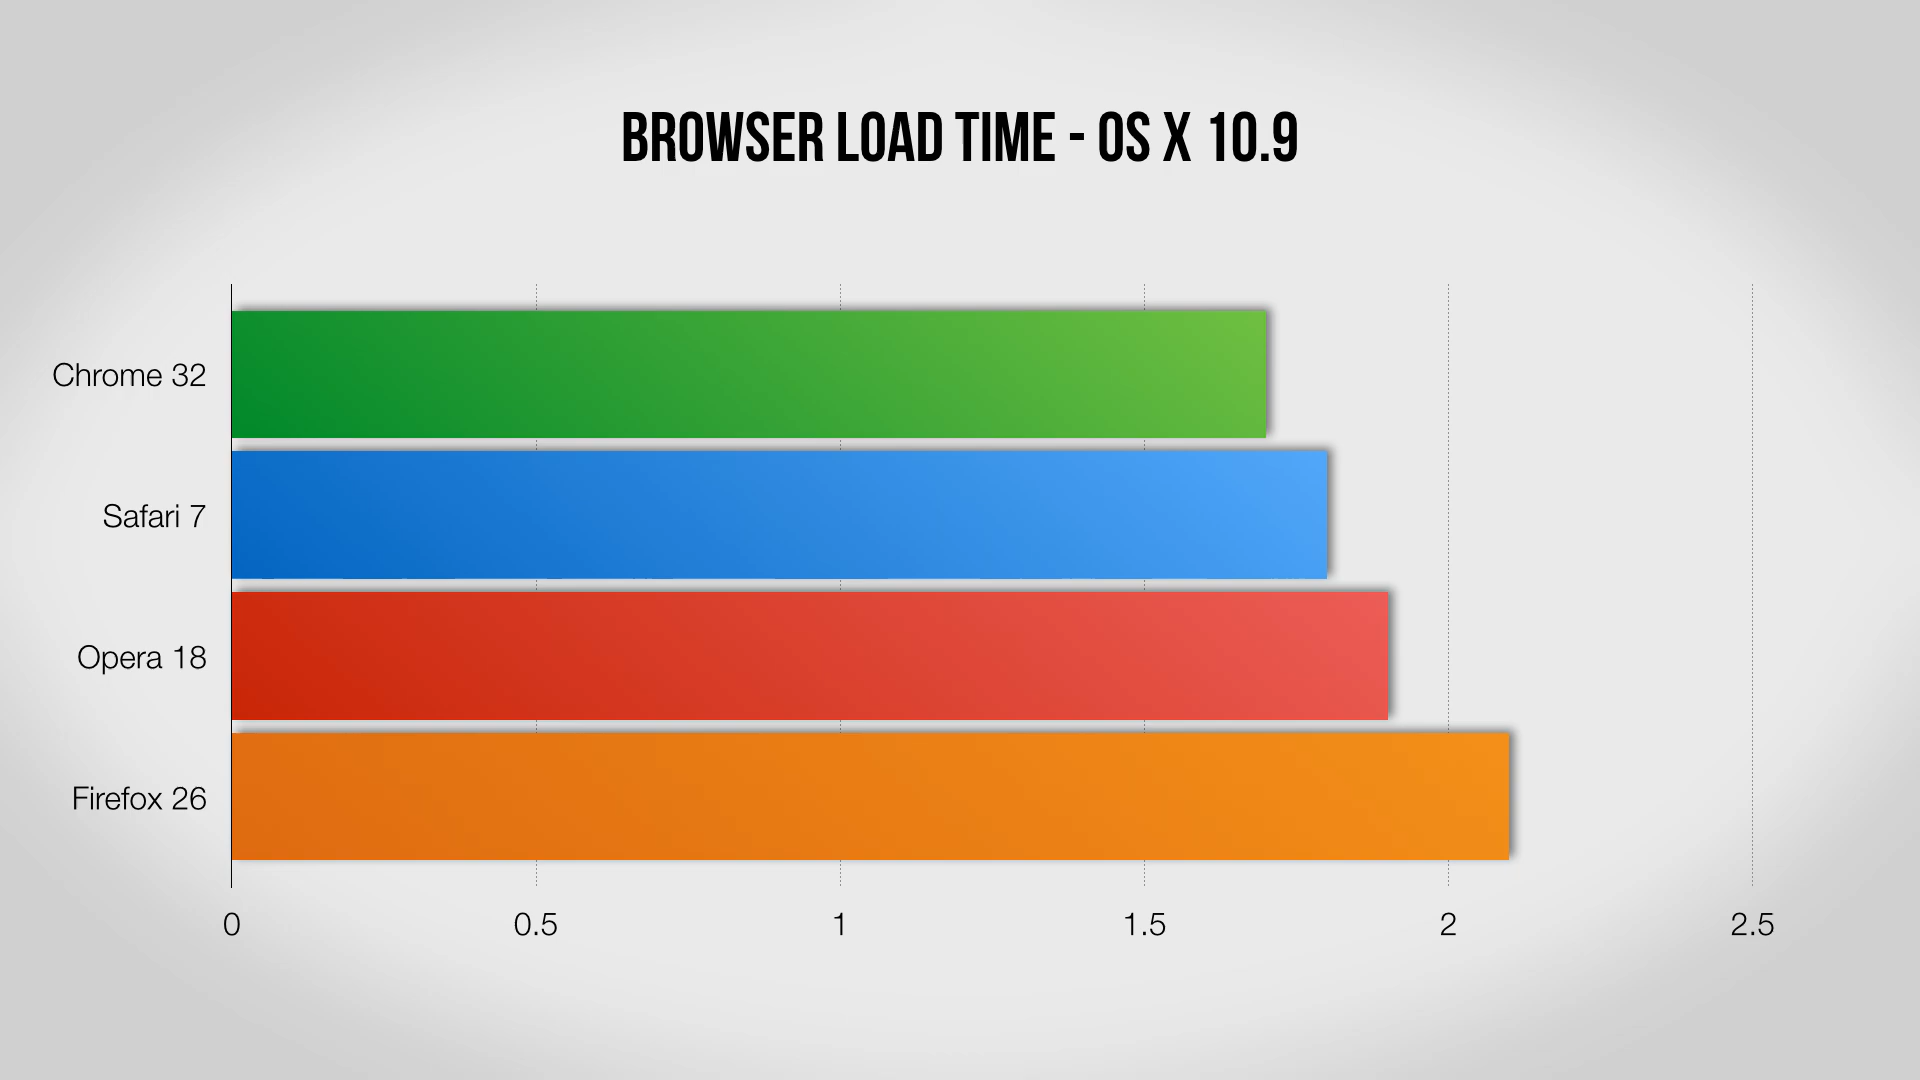 BROWSER LOAD TIME - OS X 10.9
Chrome 32
Safari 7
Opera 18
Firefox 26
0 0.5 1 1.5 2 2.5